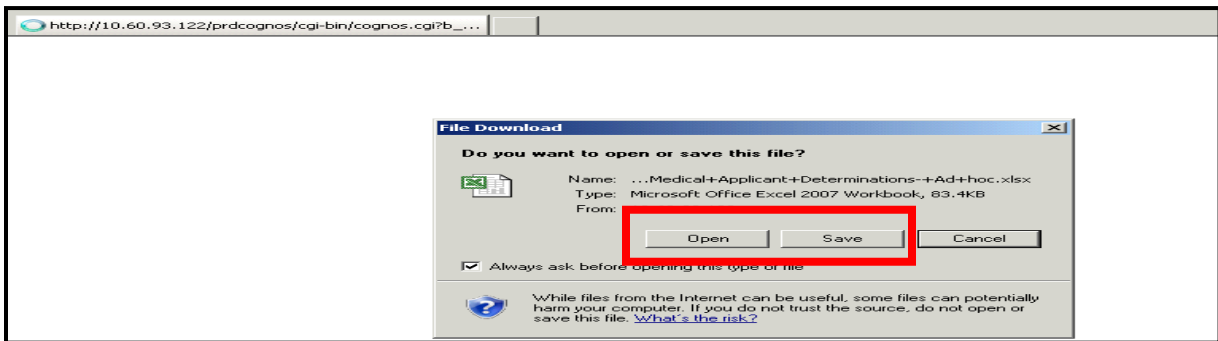 http://10.60.93.122/prdcognos/cgi-bin/cognos.cgi?b_...
File Download
Do you want to open or save this file?
Name: ...Medical+Applicant+Determinations-+Ad+hoc.xlsx
Type: Microsoft Office Excel 2007 Workbook, 83.4KB
From:
Open Save Cancel
Always ask before opening this type of file
While files from the Internet can be useful, some files can potentially
harm your computer. If you do not trust the source, do not open or
save this file. What's the risk?